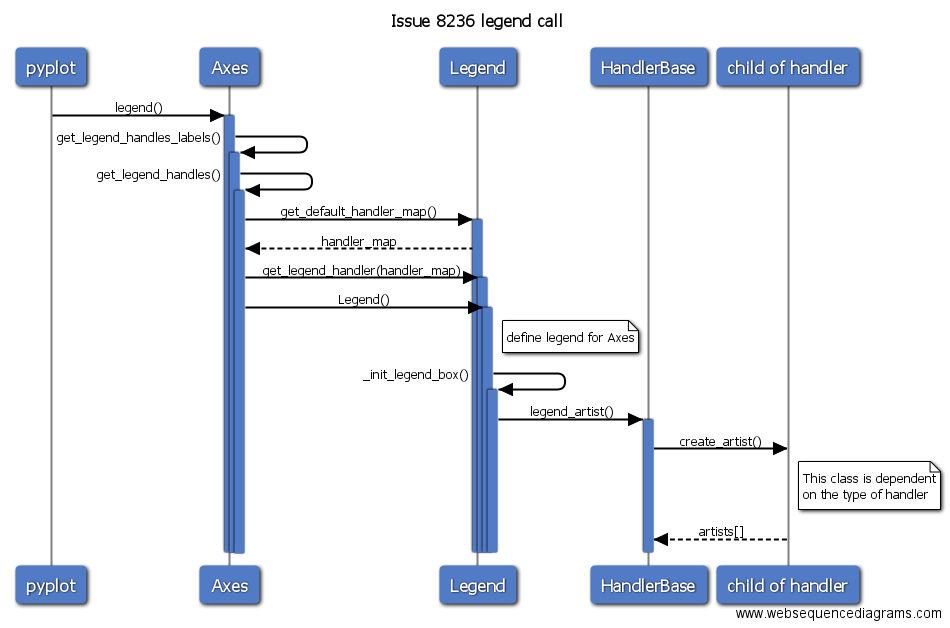 Issue 8236 legend call
pyplot
Axes
Legend
HandlerBase
child of handler
legend()
get_legend_handles_labels()
get_legend_handles()
get_default_handler_map()
handler_map
get_legend_handler(handler_map)
Legend()
define legend for Axes
_init_legend_box()
legend_artist()
create_artist()
This class is dependent
on the type of handler
artists[]
pyplot
Axes
Legend
HandlerBase
child of handler
www.websequencediagrams.com